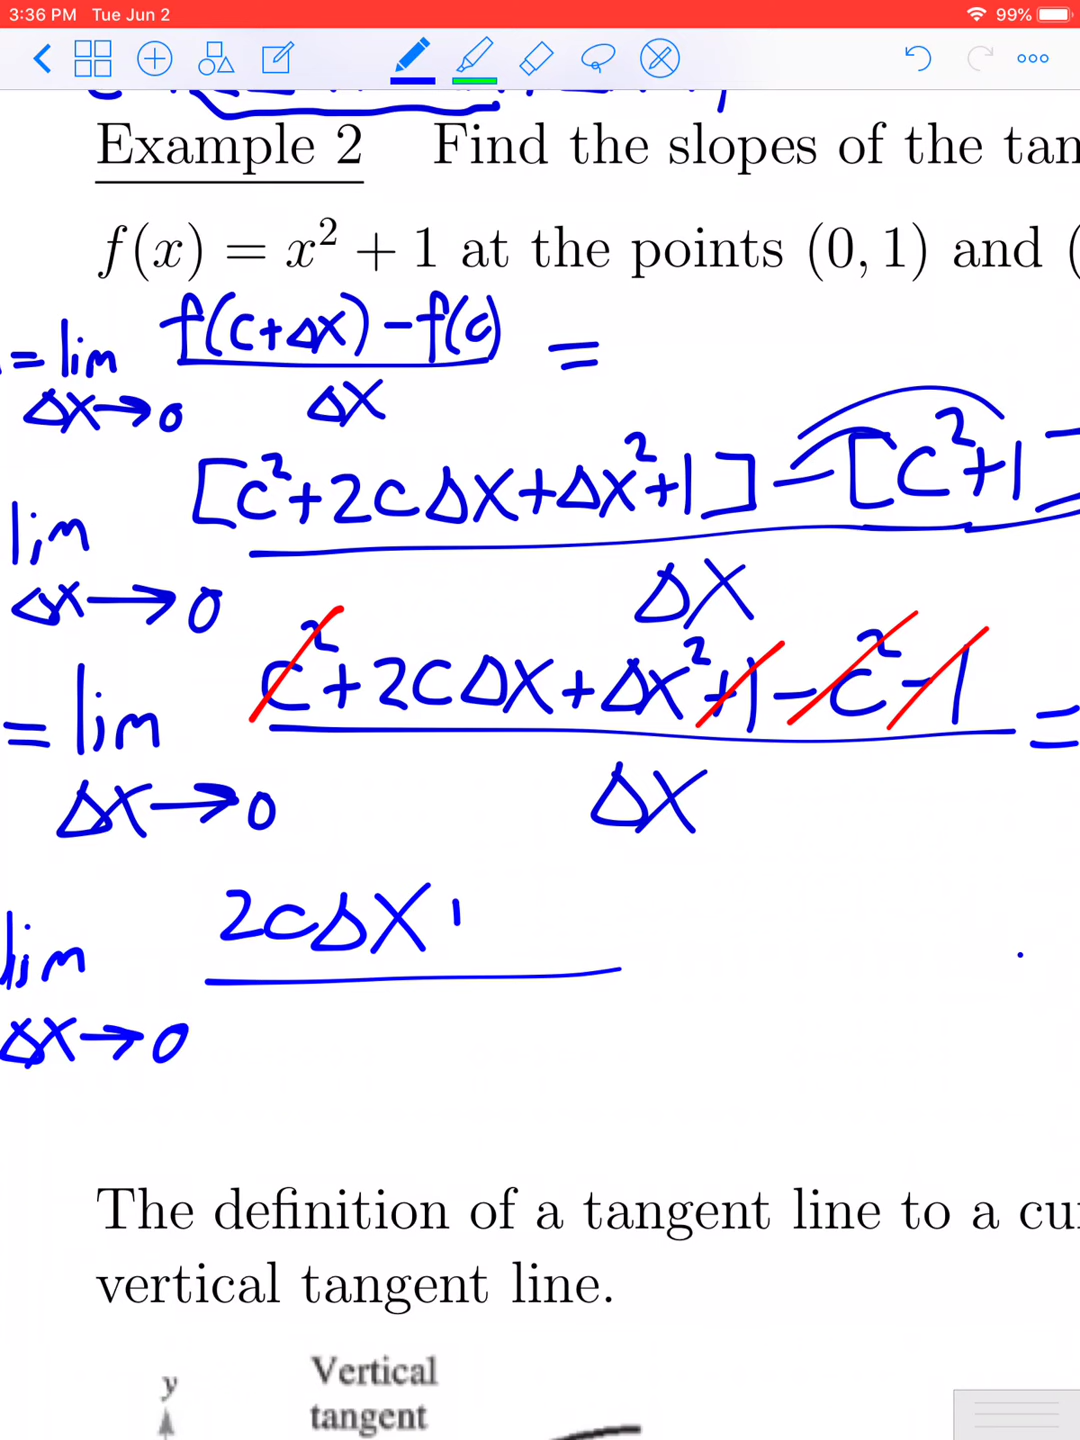 3:36 PM Tue Jun 2 99%
Example 2 Find the slopes of the tan
f(x) = x² + 1 at the points (0, 1) and (
= lim f(c+Δx)-f(c) =
Δx→0 Δx
lim [c²+2cΔx+Δx²+1]-[c²+1] =
Δx→0 Δx
= lim c²+2cΔx+Δx²+1-c²-1 =
Δx→0 Δx
lim 2cΔx
Δx→0
The definition of a tangent line to a cu
vertical tangent line.
Vertical
y
tangent